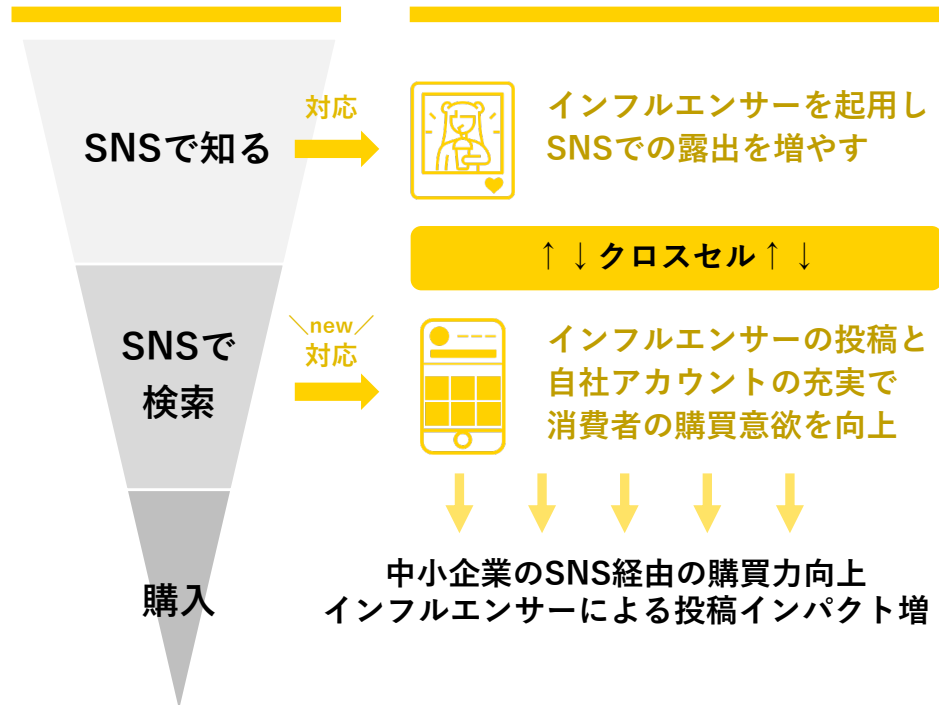 SNSで知る
対応
インフルエンサーを起用し
SNSでの露出を増やす
↑↓クロスセル↑↓
SNSで
検索
＼new／
対応
インフルエンサーの投稿と
自社アカウントの充実で
消費者の購買意欲を向上
購入
中小企業のSNS経由の購買力向上
インフルエンサーによる投稿インパクト増